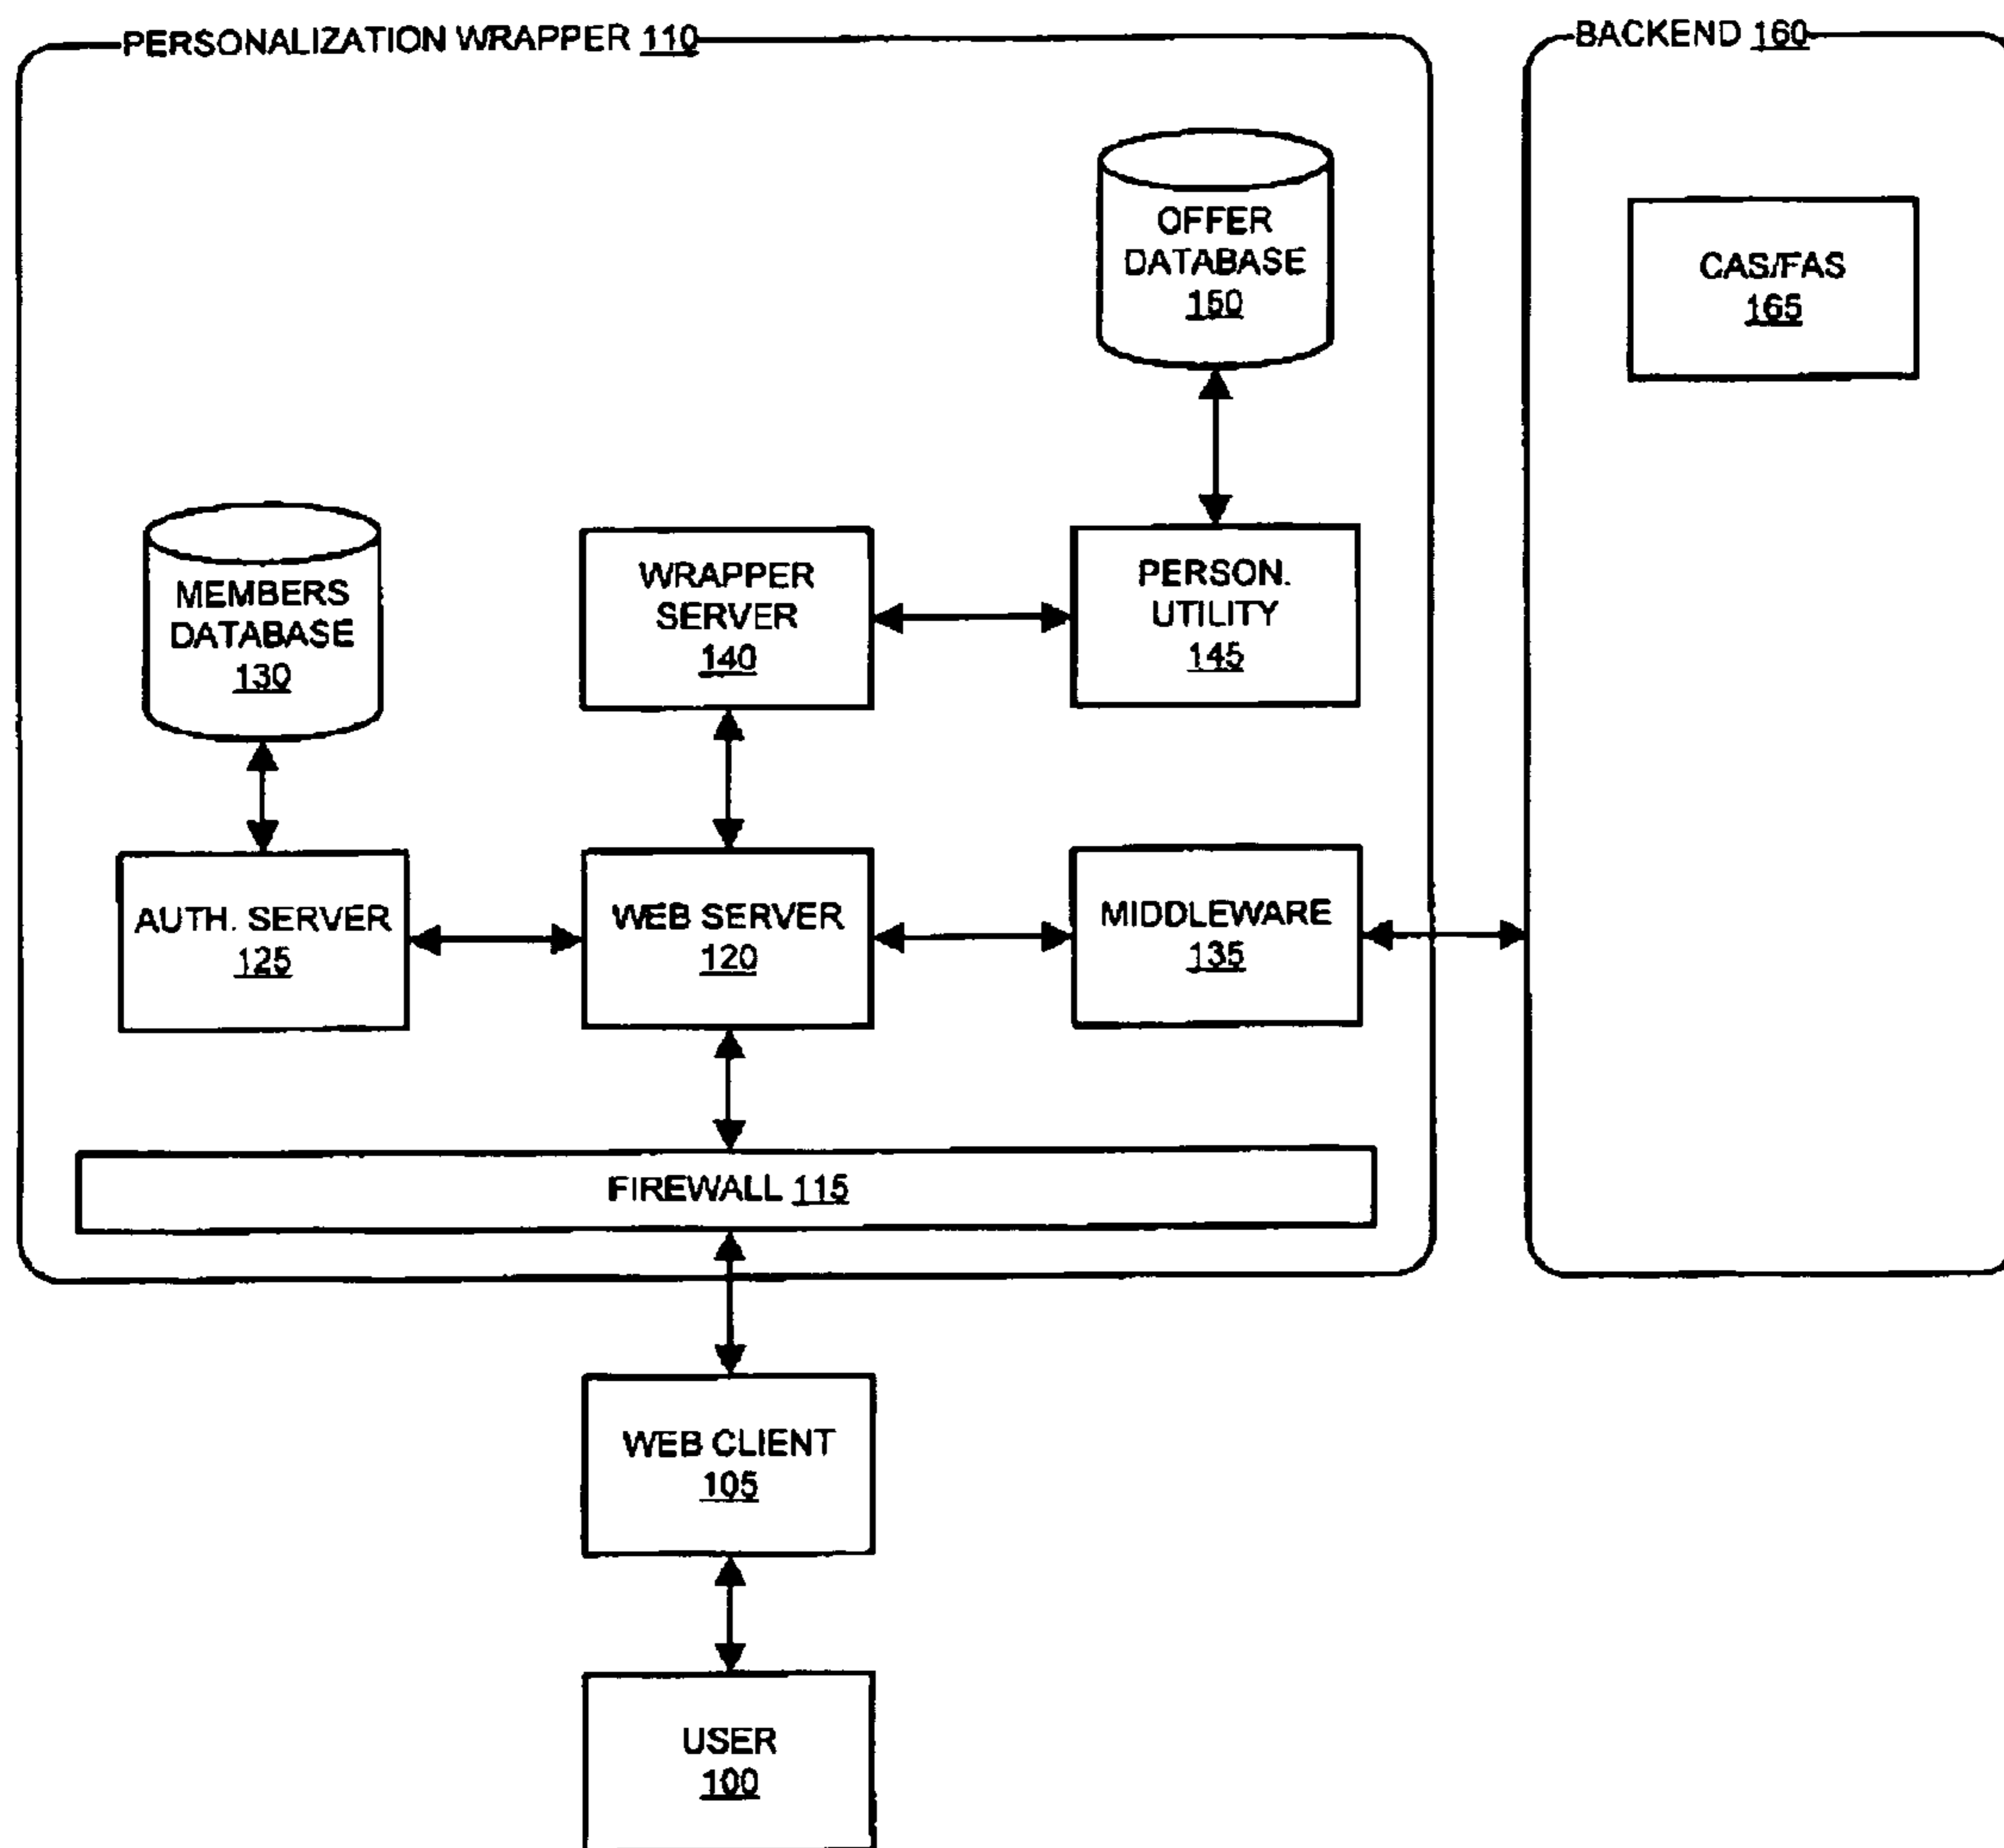 PERSONALIZATION WRAPPER 110
BACKEND 160
OFFER
DATABASE
150
CAS/FAS
165
MEMBERS
DATABASE
130
WRAPPER
SERVER
140
PERSON.
UTILITY
145
AUTH. SERVER
125
WEB SERVER
120
MIDDLEWARE
135
FIREWALL 115
WEB CLIENT
105
USER
100